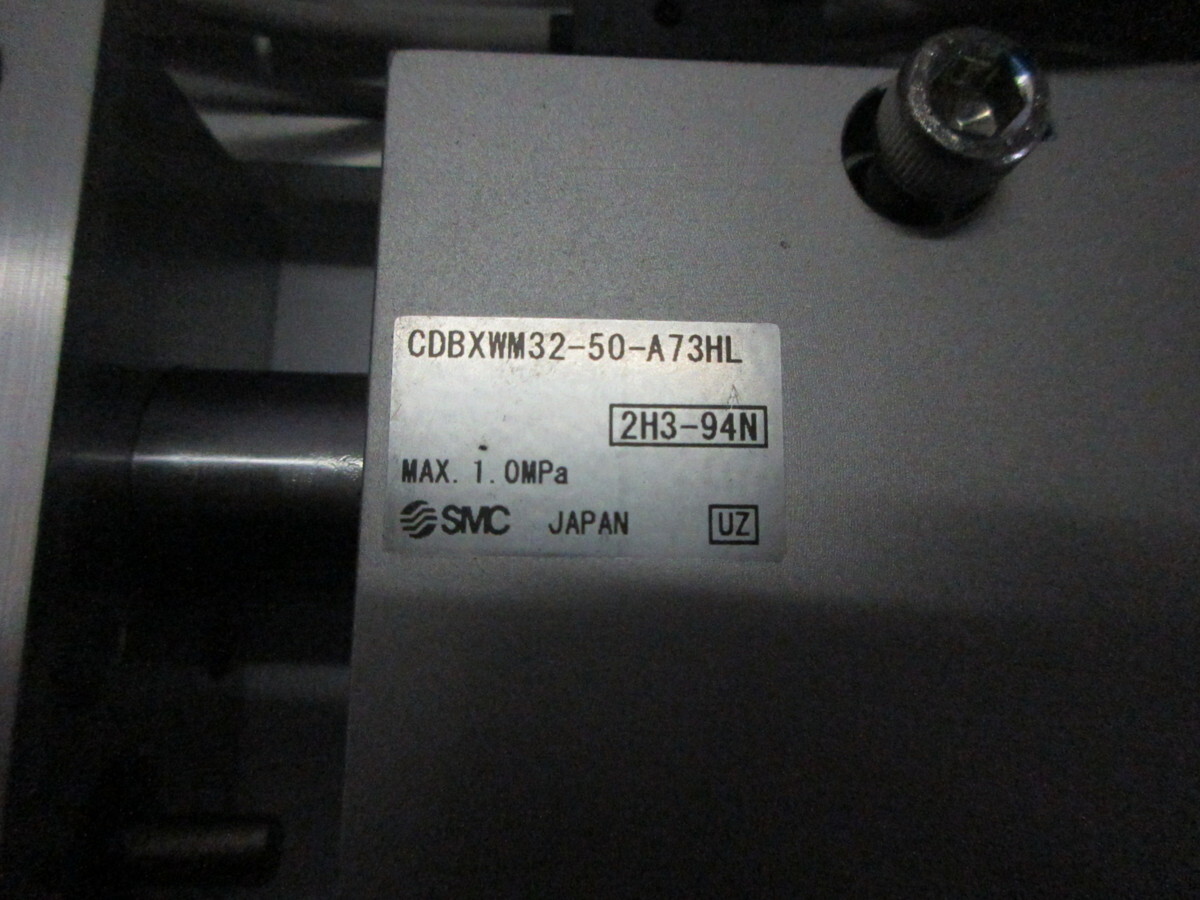 CDBXWM32-50-A73HL
2H3-94N
MAX. 1.0MPa
SMC JAPAN UZ